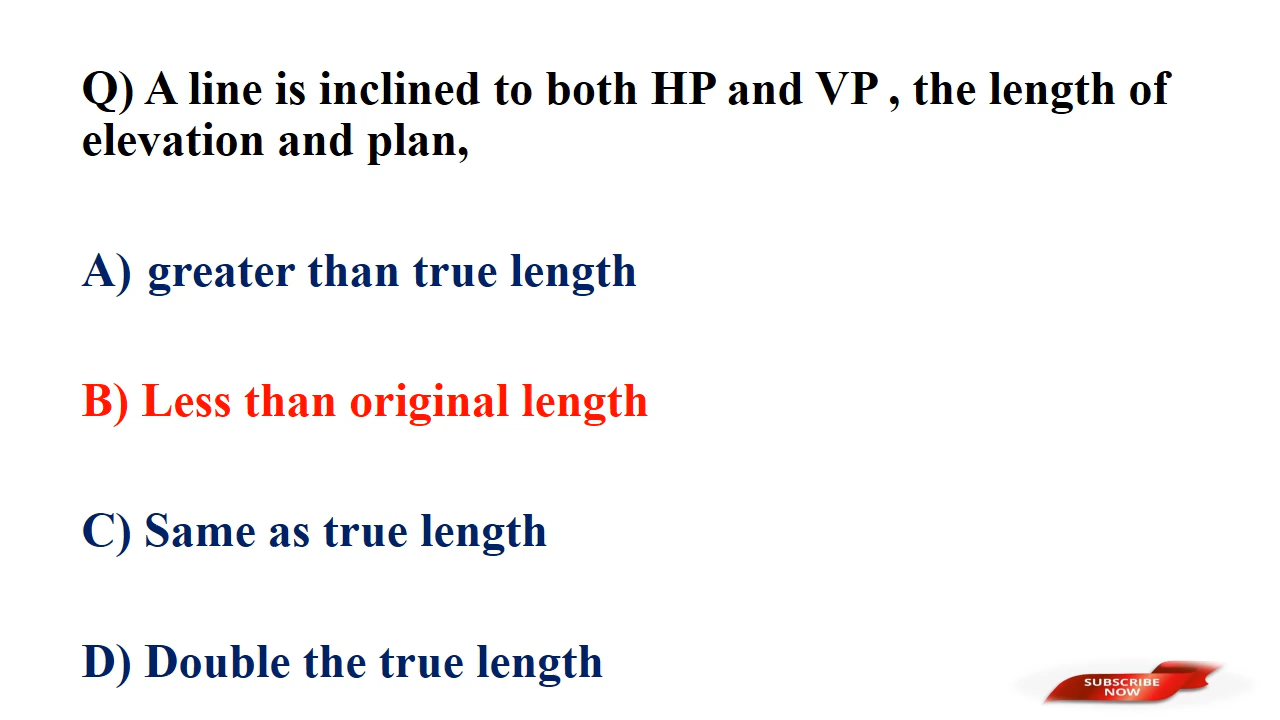 Q) A line is inclined to both HP and VP , the length of
elevation and plan,
A) greater than true length
B) Less than original length
C) Same as true length
D) Double the true length
SUBSCRIBE
NOW